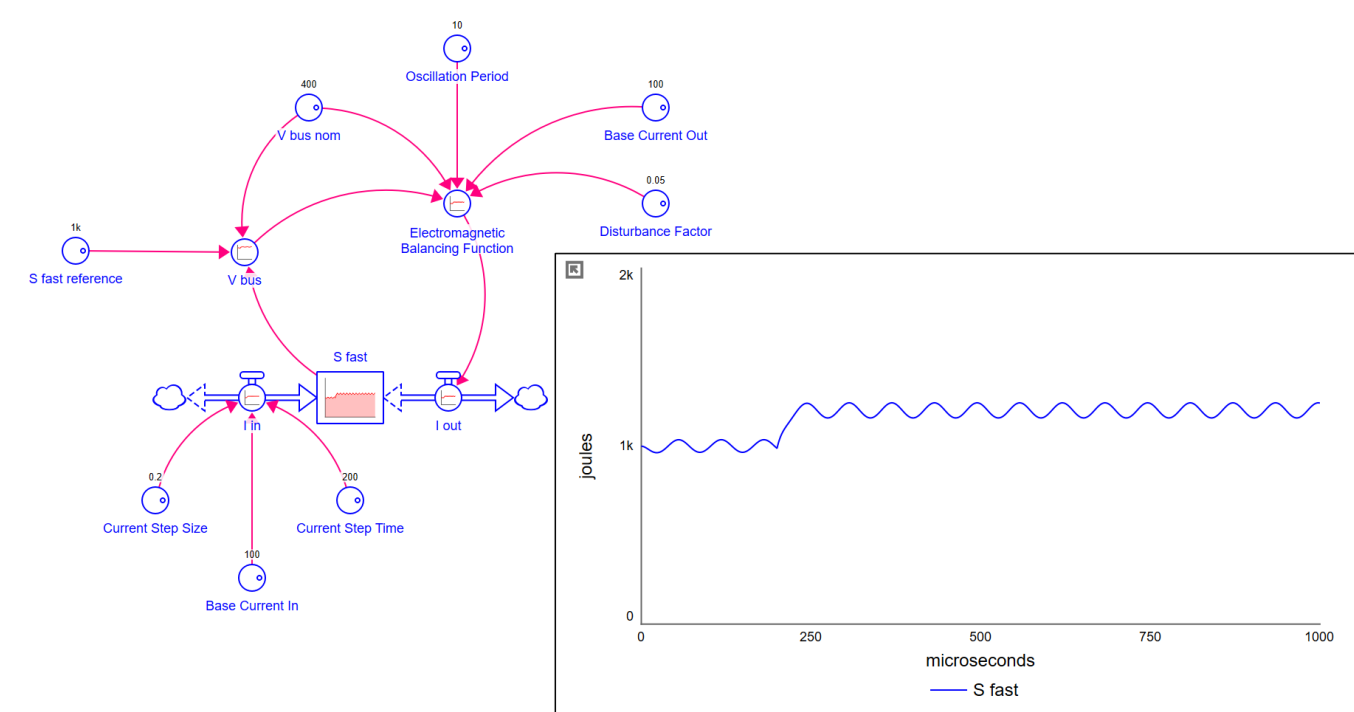 10
Oscillation Period
400
V bus nom
100
Base Current Out
0.05
Disturbance Factor
Electromagnetic
Balancing Function
1k
S fast reference
V bus
S fast
I in
I out
0.2
Current Step Size
200
Current Step Time
100
Base Current In
2k
1k
0
joules
0
250
500
750
1000
microseconds
S fast